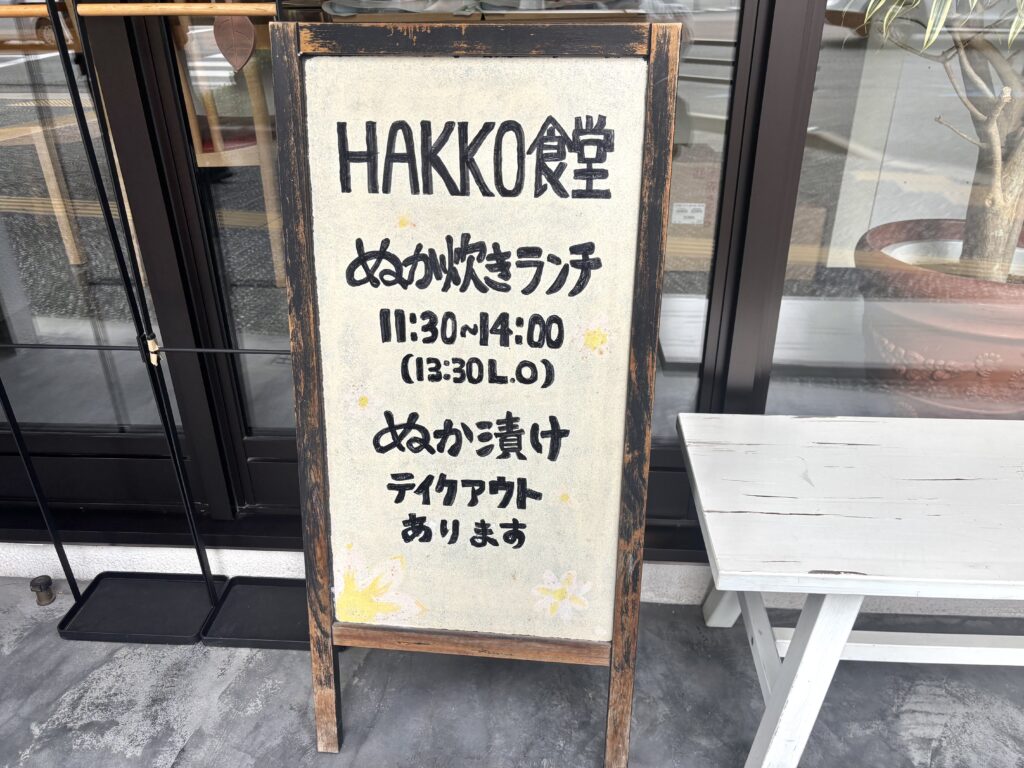 HAKKO食堂
ぬか炊きランチ
11:30~14:00
(13:30L.O)
ぬか漬け
テイクアウト
あります